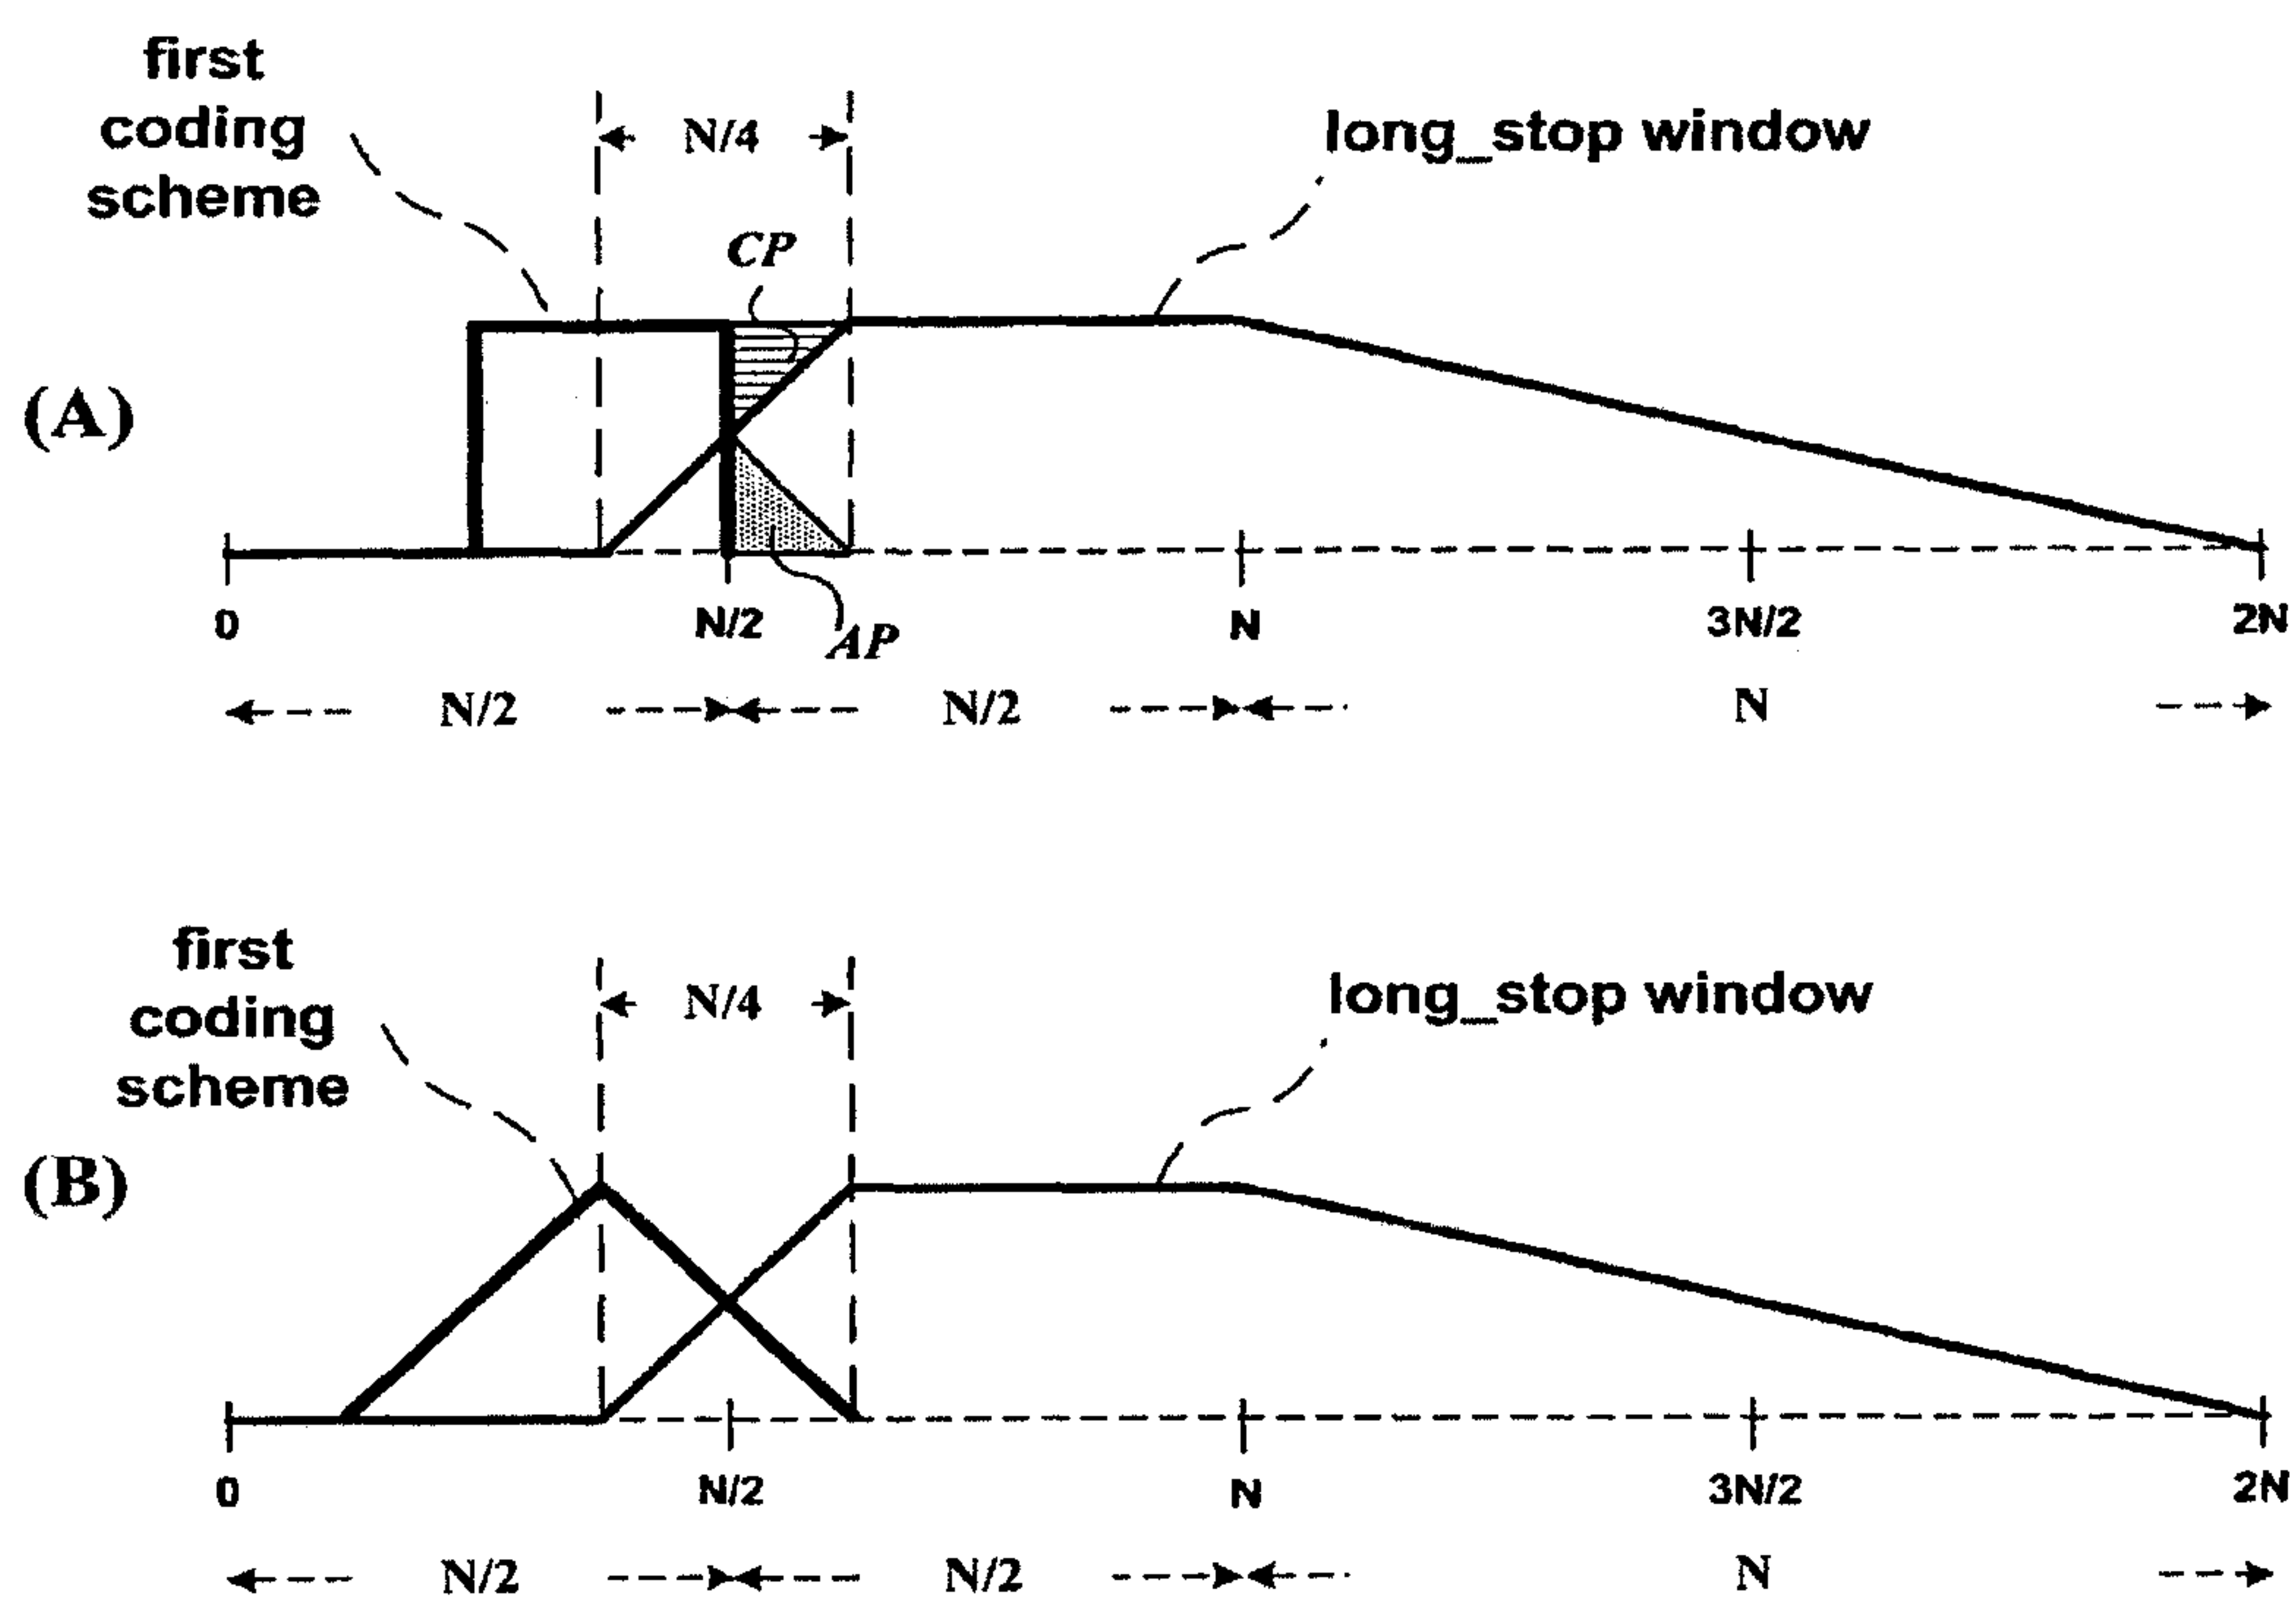 first
coding
scheme
N/4
long_stop window
CP
(A)
0 N/2 N 3N/2 2N
AP
N/2 N/2 N
first
coding
scheme
N/4
long_stop window
(B)
0 N/2 N 3N/2 2N
N/2 N/2 N